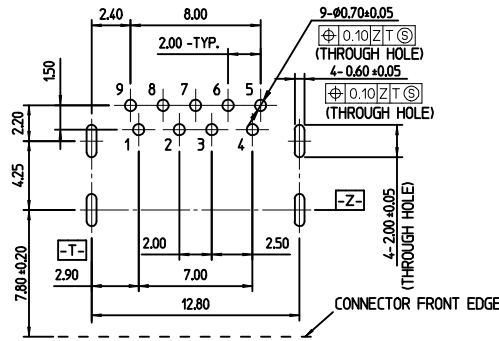 2.40
8.00
9-Ø0.70±0.05
⌖ 0.10 Z T Ⓢ
(THROUGH HOLE)
2.00 -TYP.
4-0.60±0.05
⌖ 0.10 Z T Ⓢ
(THROUGH HOLE)
1.50
9 8 7 6 5
2.20
1 2 3 4
4.25
4-2.00±0.05
(THROUGH HOLE)
-Z-
-T-
2.00
2.50
7.80±0.20
2.90
7.00
12.80
CONNECTOR FRONT EDGE